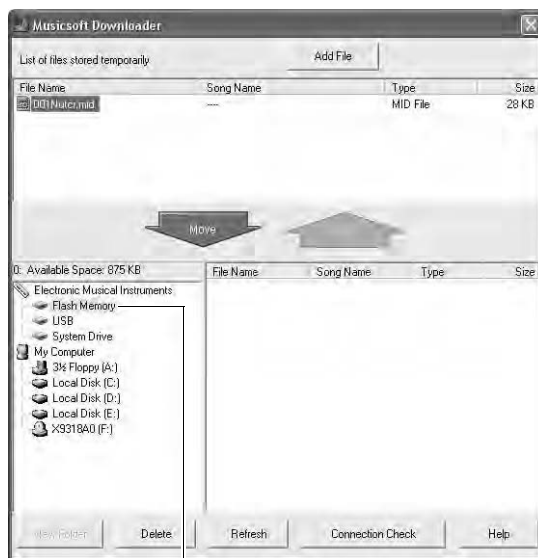 Musicsoft Downloader
List of files stored temporarily
Add File
File Name Song Name Type Size
001Nutcr.mid --- MID File 28 KB
Move
0: Available Space: 875 KB
File Name Song Name Type Size
Electronic Musical Instruments
Flash Memory
USB
System Drive
My Computer
3½ Floppy (A:)
Local Disk (C:)
Local Disk (D:)
Local Disk (E:)
X9318A0 (F:)
New Folder Delete Refresh Connection Check Help